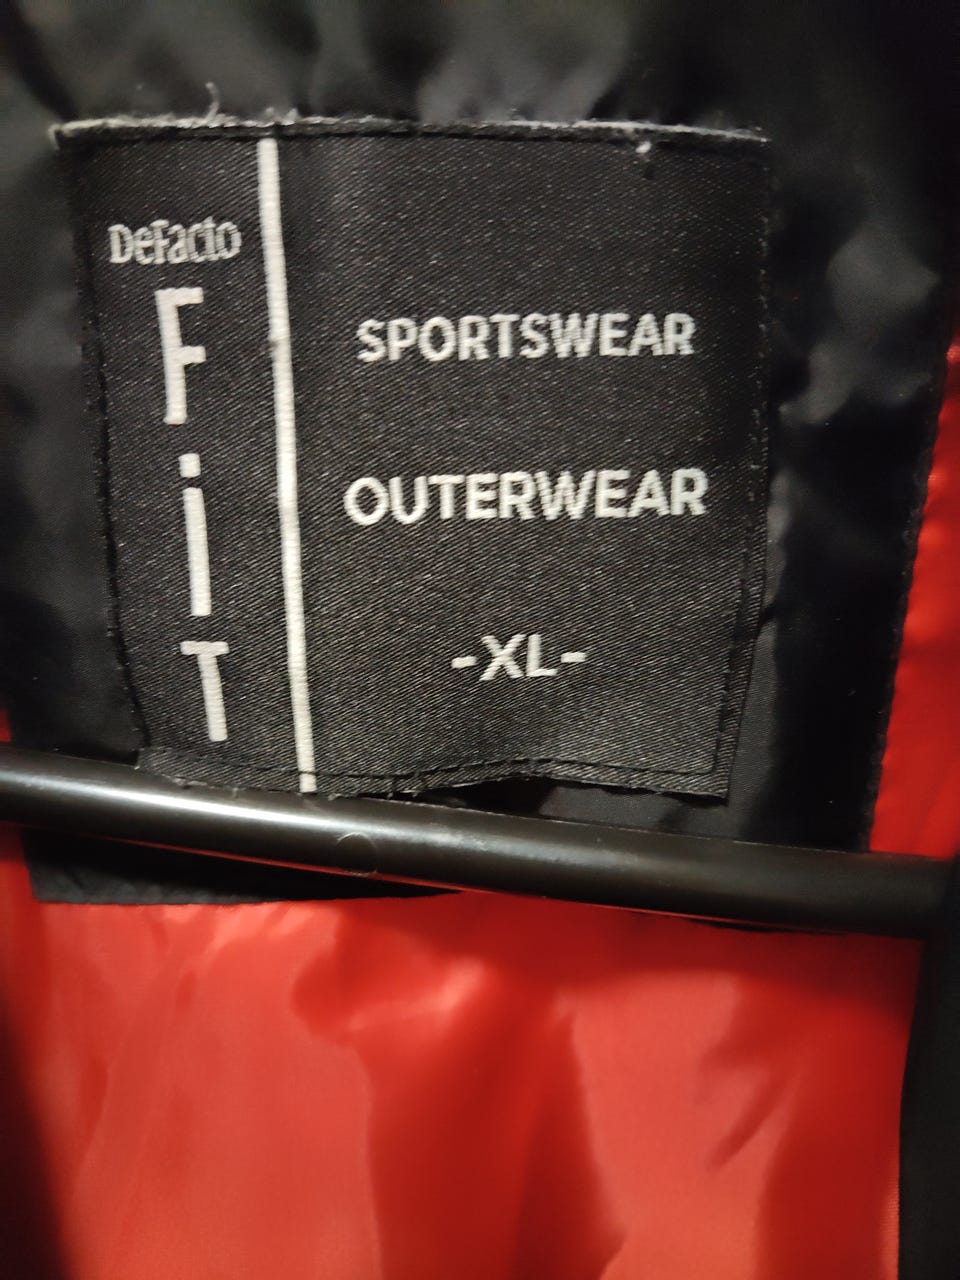 DeFacto
FiT
SPORTSWEAR
OUTERWEAR
-XL-